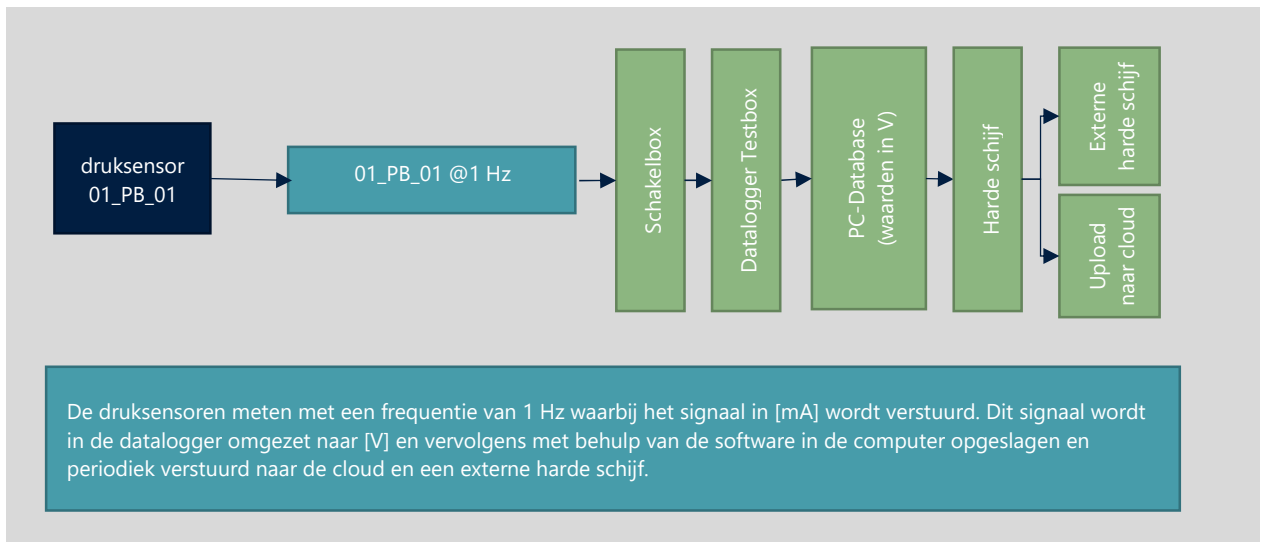 druksensor
01_PB_01
01_PB_01 @1 Hz
Schakelbox
Datalogger Testbox
PC-Database
(waarden in V)
Harde schijf
Externe
harde schijf
Upload
naar cloud
De druksensoren meten met een frequentie van 1 Hz waarbij het signaal in [mA] wordt verstuurd. Dit signaal wordt
in de datalogger omgezet naar [V] en vervolgens met behulp van de software in de computer opgeslagen en
periodiek verstuurd naar de cloud en een externe harde schijf.